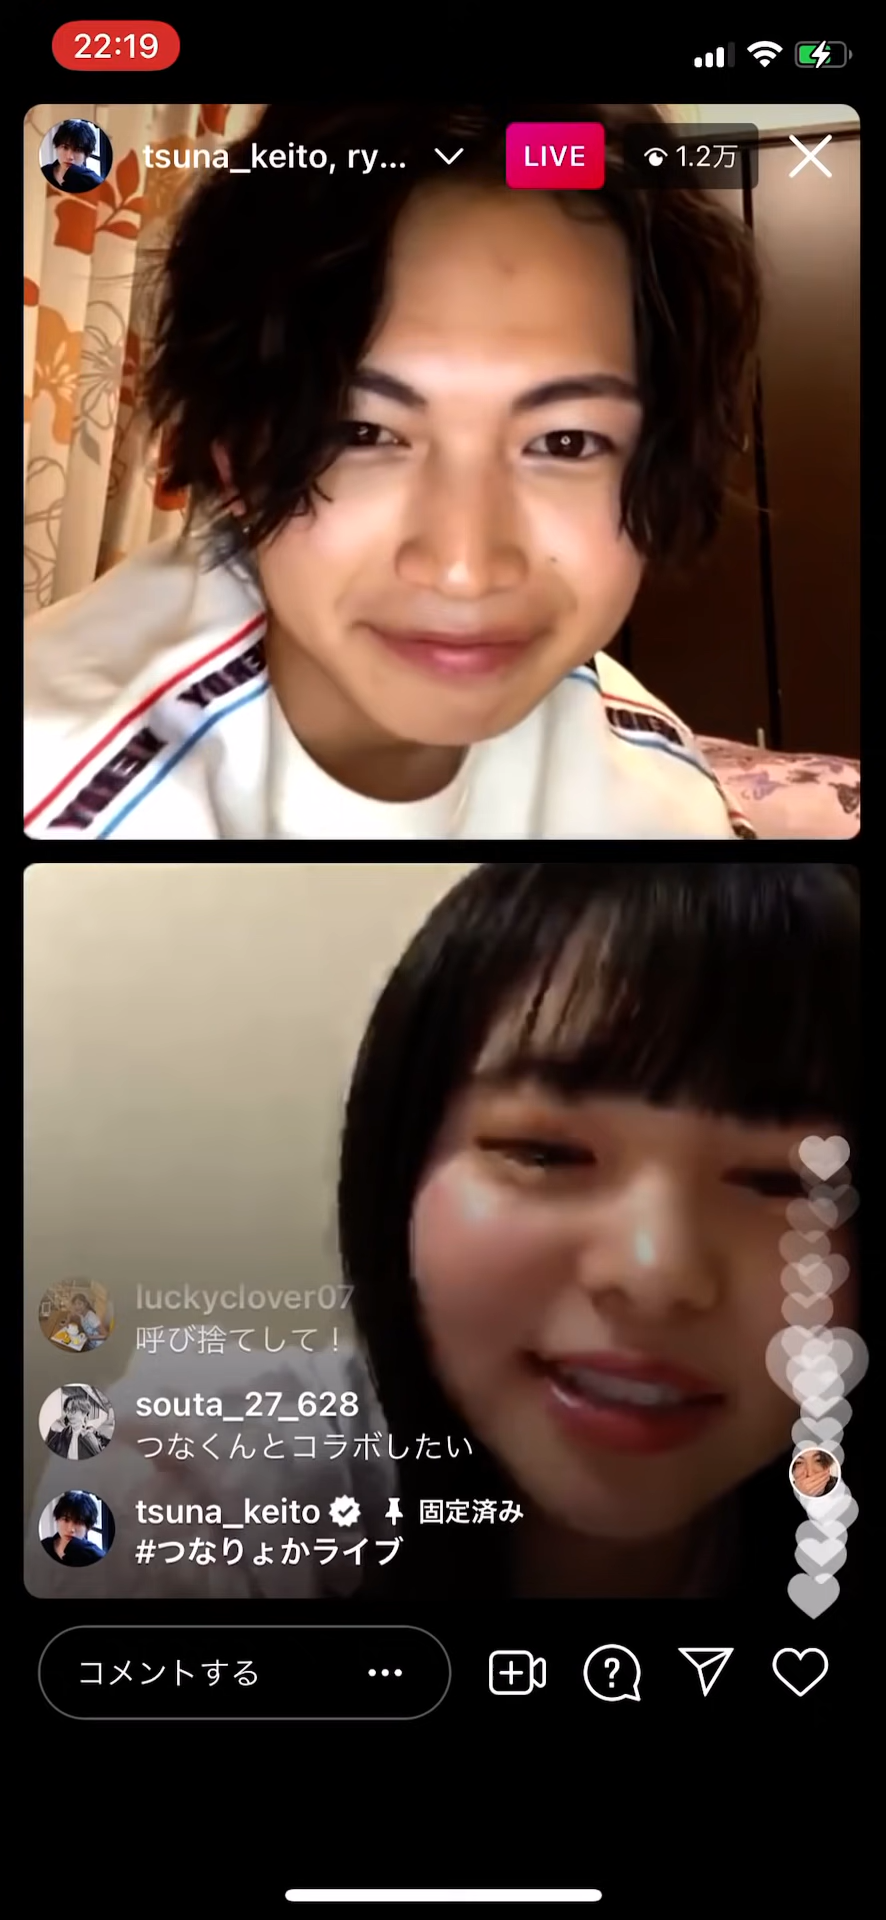 22:19
tsuna_keito, ry...
LIVE
1.2万
luckyclover07
呼び捨てして！
souta_27_628
つなくんとコラボしたい
tsuna_keito 固定済み
#つなりょかライブ
コメントする